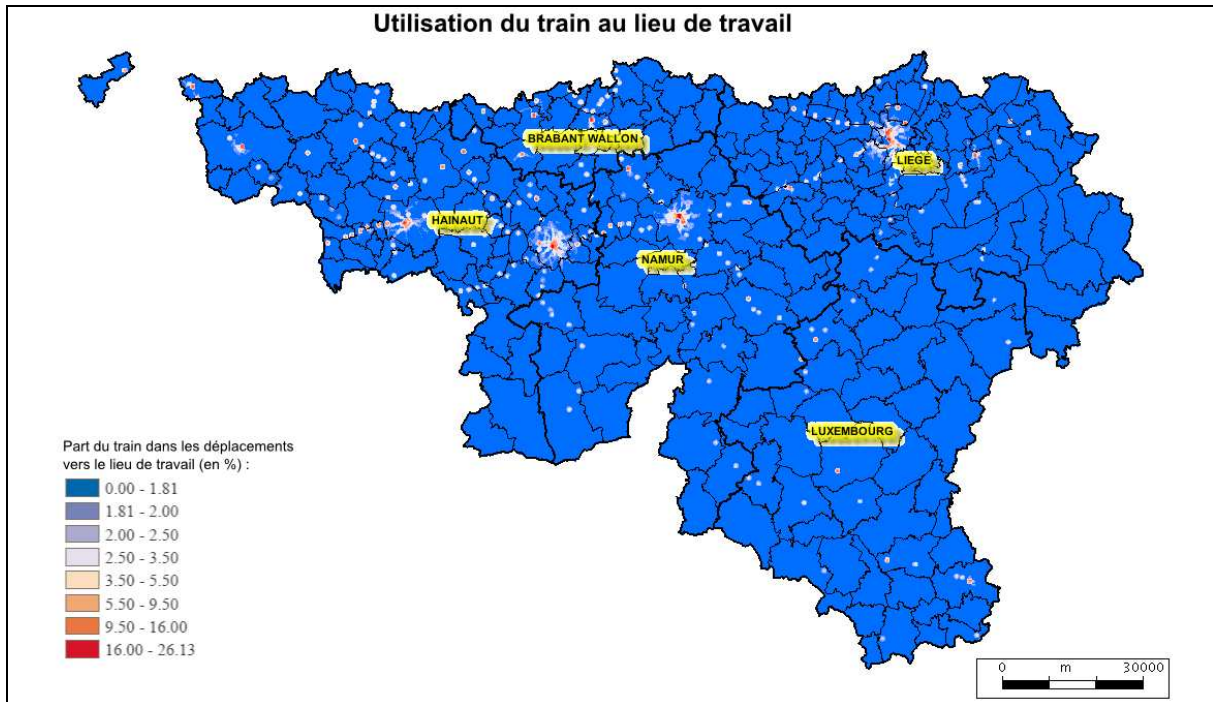 Utilisation du train au lieu de travail
BRABANT WALLON
LIEGE
HAINAUT
NAMUR
LUXEMBOURG
Part du train dans les déplacements
vers le lieu de travail (en %) :
0.00 - 1.81
1.81 - 2.00
2.00 - 2.50
2.50 - 3.50
3.50 - 5.50
5.50 - 9.50
9.50 - 16.00
16.00 - 26.13
0 m 30000